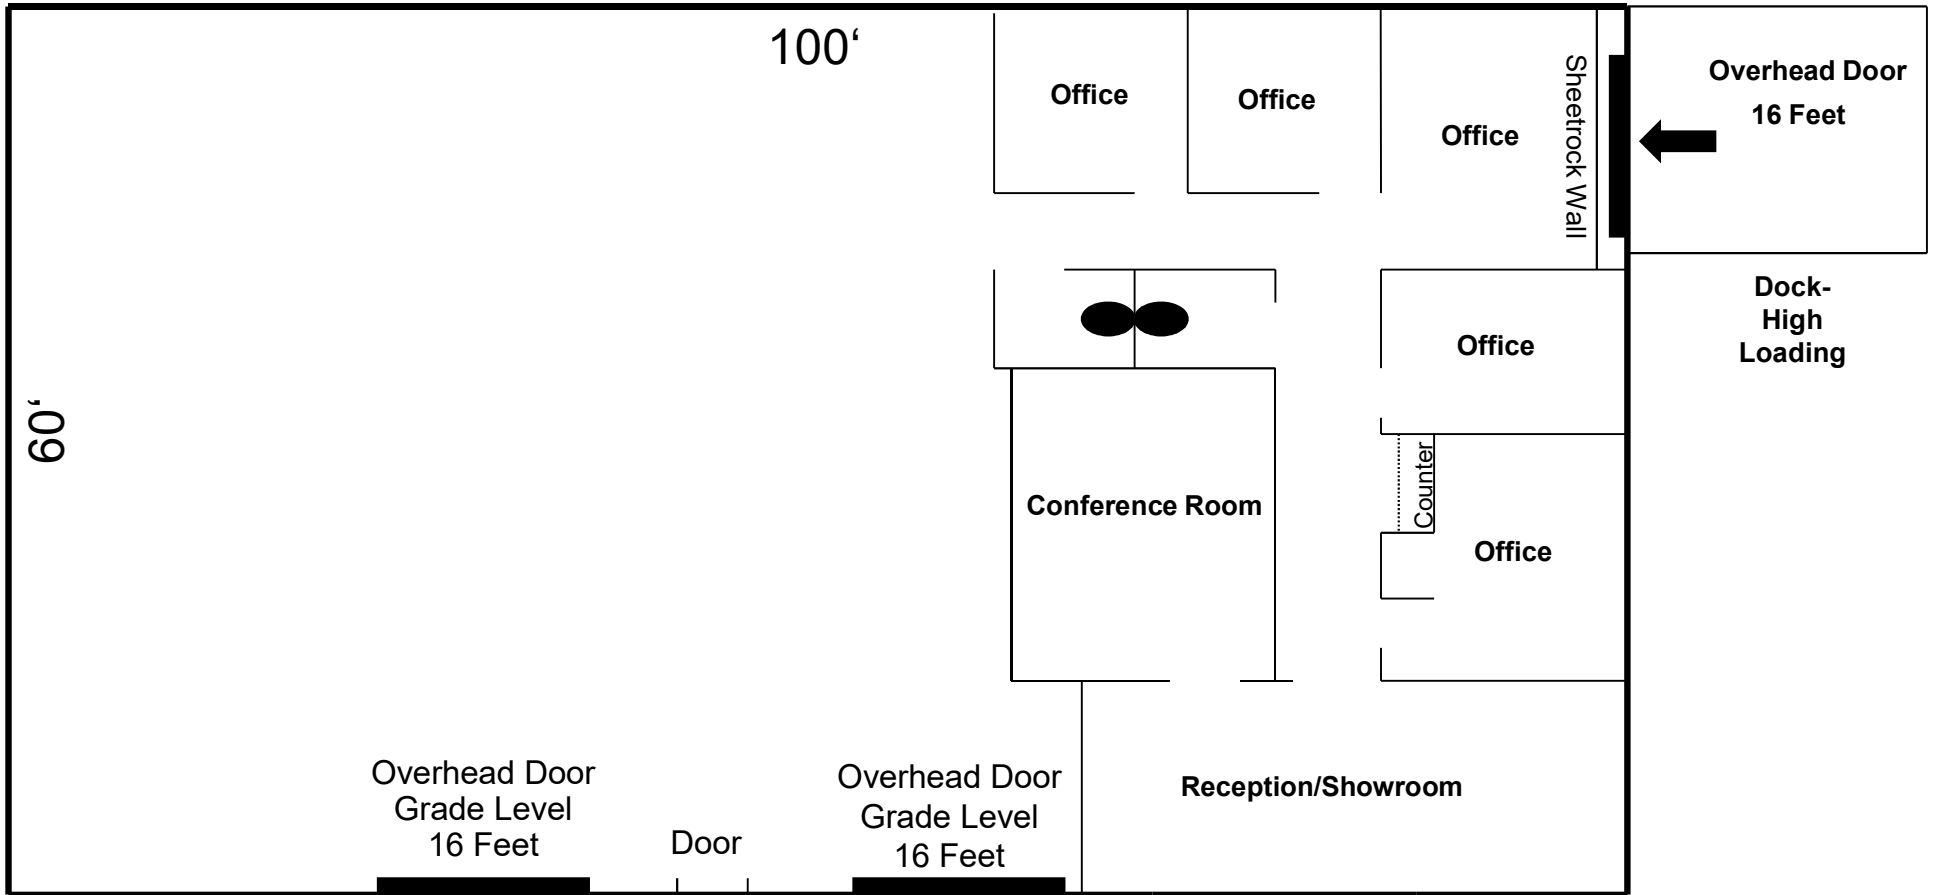 100‘
Office
Office
Office
Sheetrock Wall
Overhead Door
16 Feet
Dock-
High
Loading
Office
60‘
Counter
Conference Room
Office
Overhead Door
Grade Level
16 Feet
Door
Overhead Door
Grade Level
16 Feet
Reception/Showroom